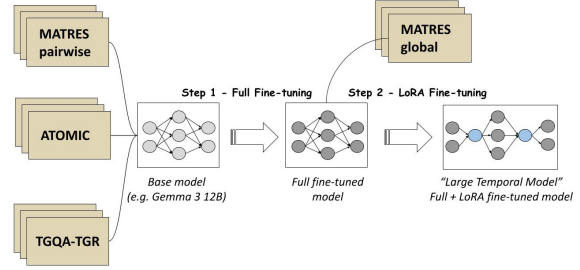 MATRES
pairwise
MATRES
global
Step 1 - Full Fine-tuning
Step 2 - LoRA Fine-tuning
ATOMIC
Base model
(e.g. Gemma 3 12B)
Full fine-tuned
model
“Large Temporal Model”
Full + LoRA fine-tuned model
TGQA-TGR